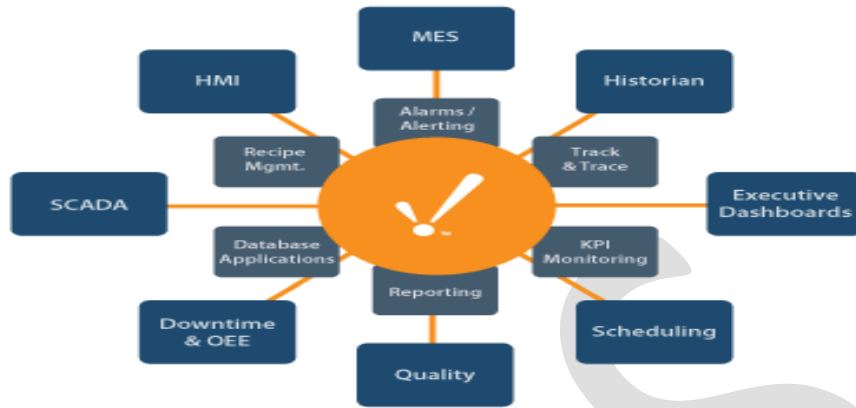 MES
HMI
Historian
Alarms /
Alerting
Recipe
Mgmt.
Track
& Trace
SCADA
Executive
Dashboards
Database
Applications
KPI
Monitoring
Reporting
Downtime
& OEE
Scheduling
Quality